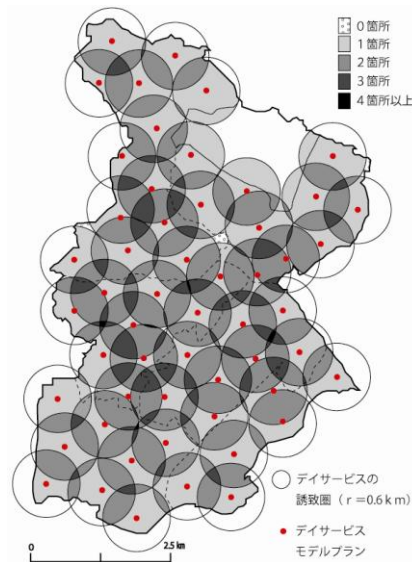 0箇所
1箇所
2箇所
3箇所
4箇所以上
デイサービスの
誘致圏(r=0.6km)
デイサービス
モデルプラン
0 2.5km